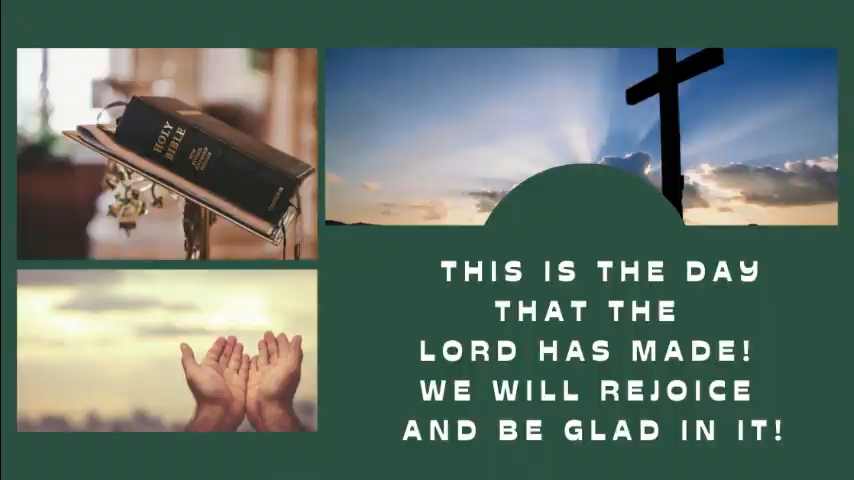 HOLY
BIBLE
THIS IS THE DAY
THAT THE
LORD HAS MADE!
WE WILL REJOICE
AND BE GLAD IN IT!